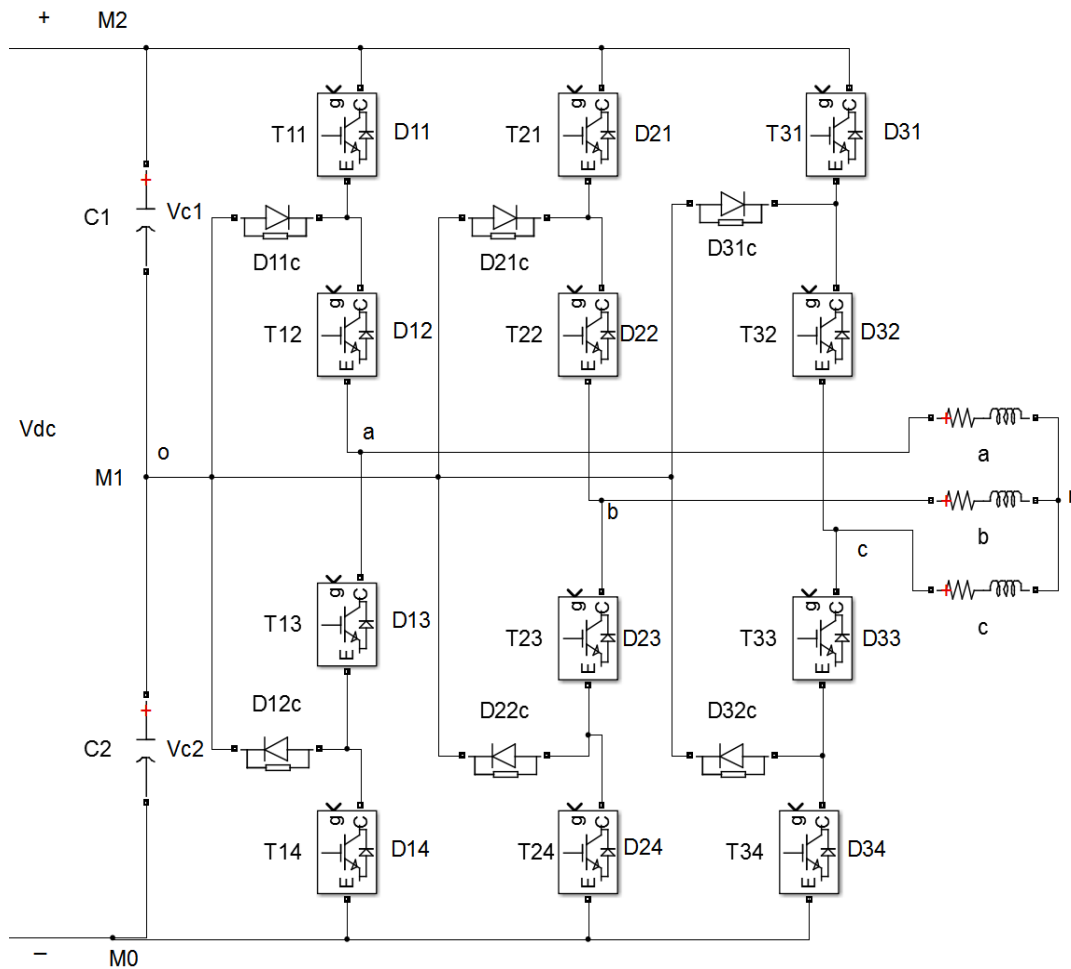 + M2
g C
T11 D11
E
g C
T21 D21
E
g C
T31 D31
E
+
C1 Vc1
D11c
D21c
D31c
g C
T12 D12
E
g C
T22 D22
E
g C
T32 D32
E
Vdc
o
M1
a
b
c
+
a
+
b
+
c
g C
T13 D13
E
g C
T23 D23
E
g C
T33 D33
E
+
C2 Vc2
D12c
D22c
D32c
g C
T14 D14
E
g C
T24 D24
E
g C
T34 D34
E
– M0